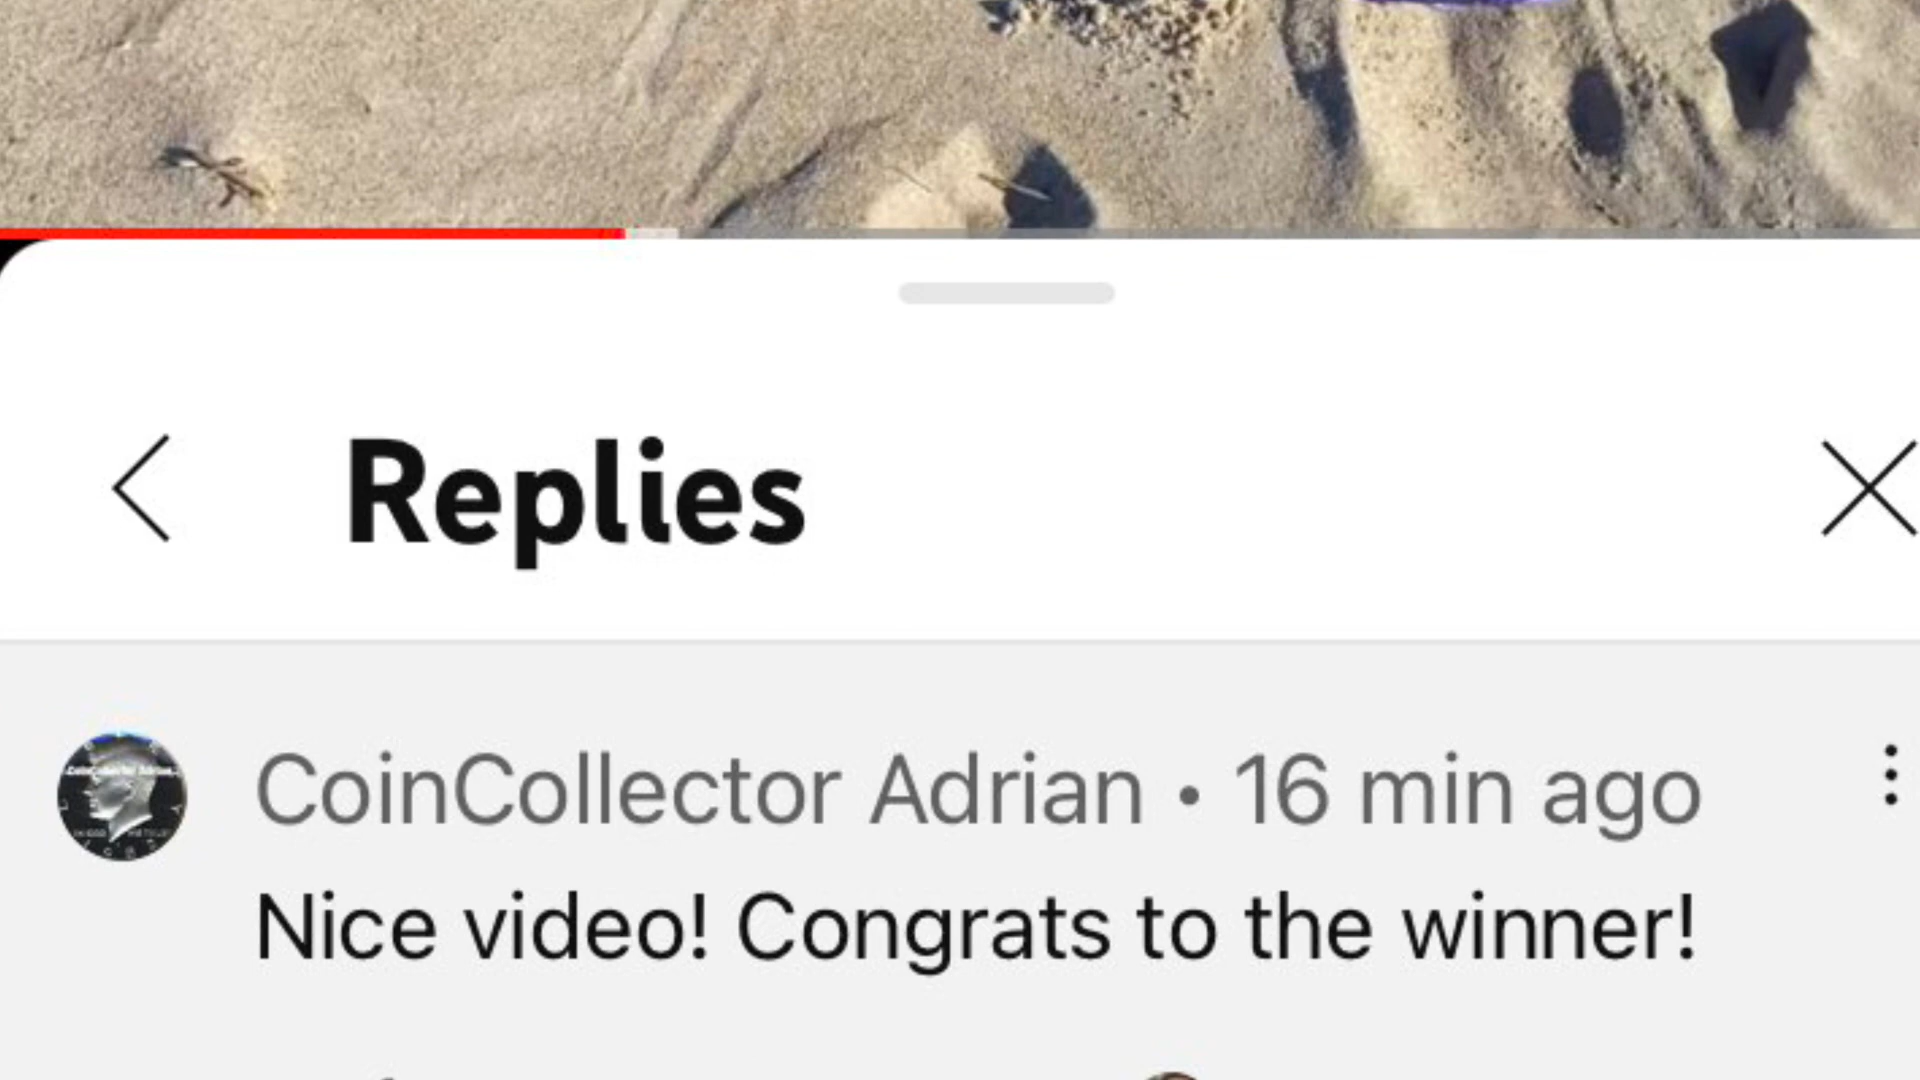 Replies
CoinCollector Adrian • 16 min ago
Nice video! Congrats to the winner!